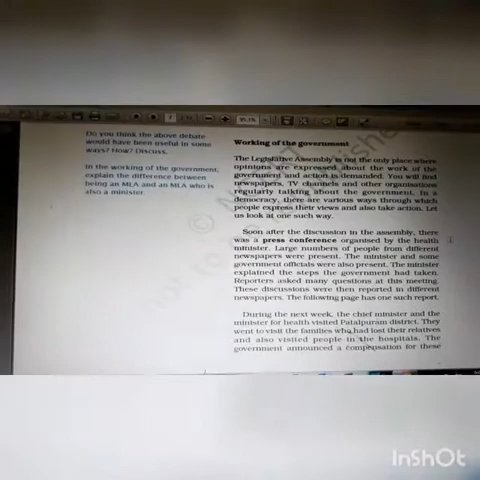 Do you think the above debate
would have been useful in some
ways? How? Discuss.
In the working of the government,
explain the difference between
being an MLA and an MLA who is
also a minister.
Working of the government
The Legislative Assembly is not the only place where
opinions are expressed about the work of the
government and action is demanded. You will find
newspapers, TV channels and other organisations
regularly talking about the government. In a
democracy, there are various ways through which
people express their views and also take action. Let
us look at one such way.
Soon after the discussion in the assembly, there
was a press conference organised by the health
minister. Large numbers of people from different
newspapers were present. The minister and some
government officials were also present. The minister
explained the steps the government had taken.
Reporters asked many questions at this meeting.
These discussions were then reported in different
newspapers. The following page has one such report.
During the next week, the chief minister and the
minister for health visited Patalpuram district. They
went to visit the families who had lost their relatives
and also visited people in the hospitals. The
government announced a compensation for these
InShOt